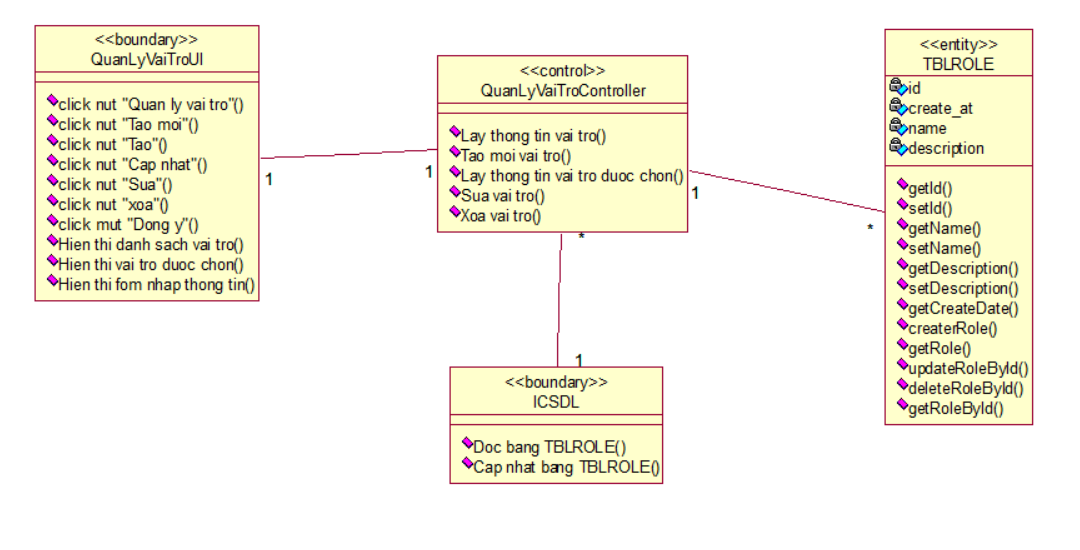 <<boundary>>
QuanLyVaiTroUI
click nut "Quan ly vai tro"()
click nut "Tao moi"()
click nut "Tao"()
click nut "Cap nhat"()
click nut "Sua"()
click nut "xoa"()
click mut "Dong y"()
Hien thi danh sach vai tro()
Hien thi vai tro duoc chon()
Hien thi fom nhap thong tin()
1
1
<<control>>
QuanLyVaiTroController
Lay thong tin vai tro()
Tao moi vai tro()
Lay thong tin vai tro duoc chon()
Sua vai tro()
Xoa vai tro()
1
*
*
1
<<boundary>>
ICSDL
Doc bang TBLROLE()
Cap nhat bang TBLROLE()
<<entity>>
TBLROLE
id
create_at
name
description
getId()
setId()
getName()
setName()
getDescription()
setDescription()
getCreateDate()
createrRole()
getRole()
updateRoleById()
deleteRoleById()
getRoleById()